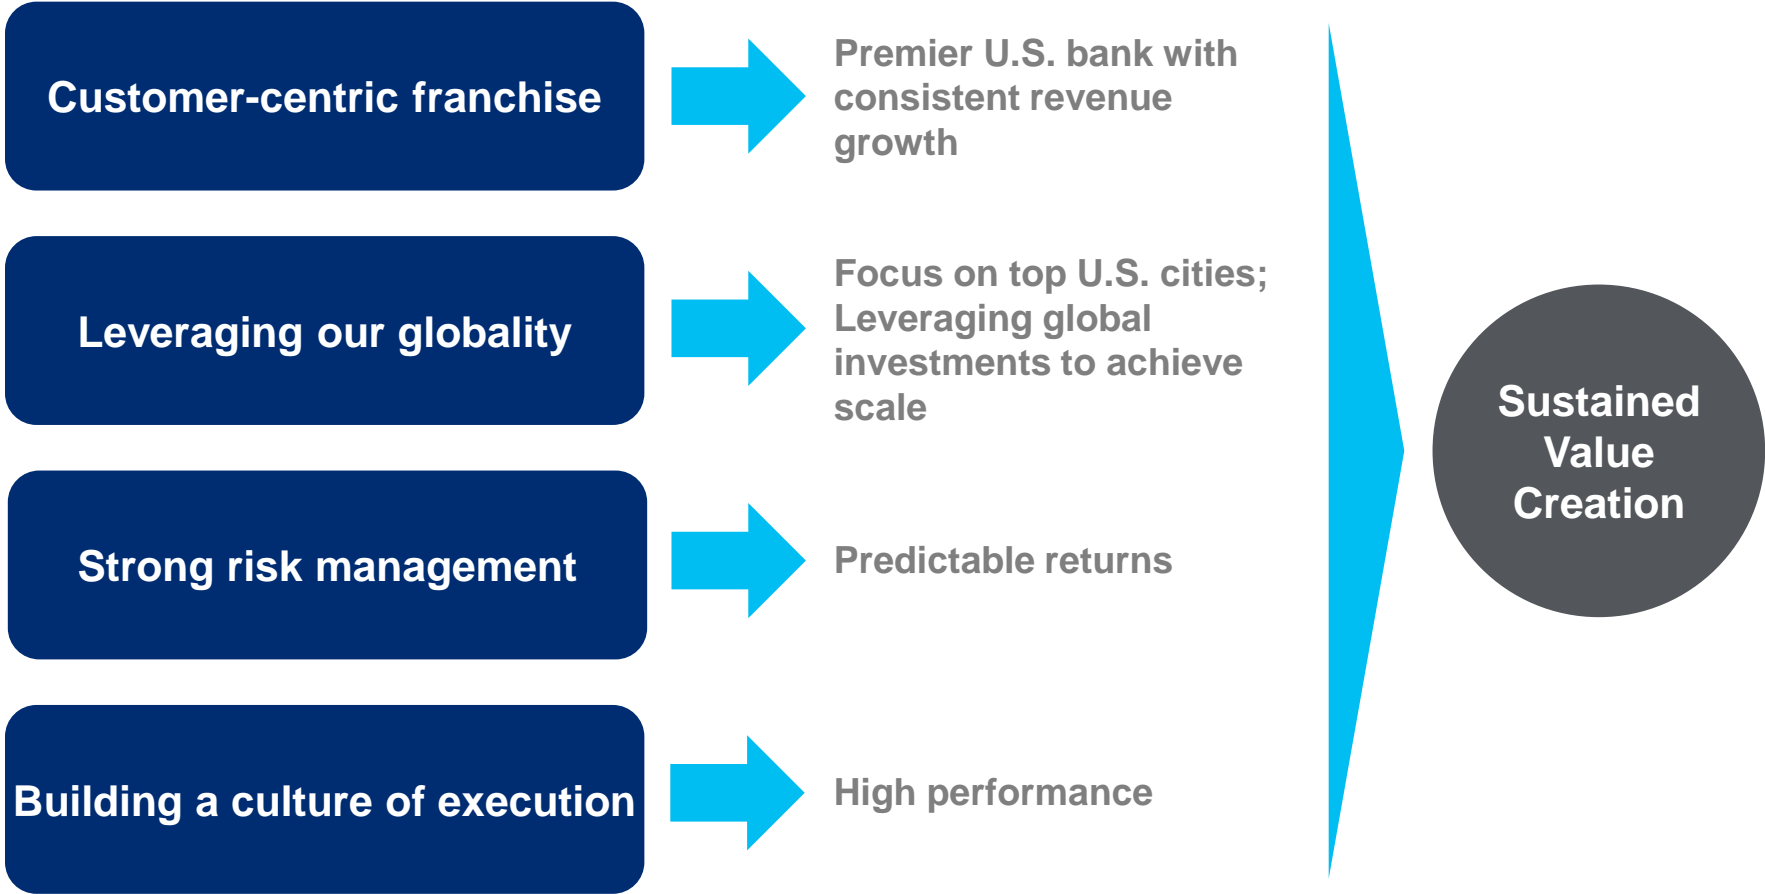 Customer-centric franchise
Premier U.S. bank with
consistent revenue
growth
Leveraging our globality
Focus on top U.S. cities;
Leveraging global
investments to achieve
scale
Strong risk management
Predictable returns
Building a culture of execution
High performance
Sustained
Value
Creation